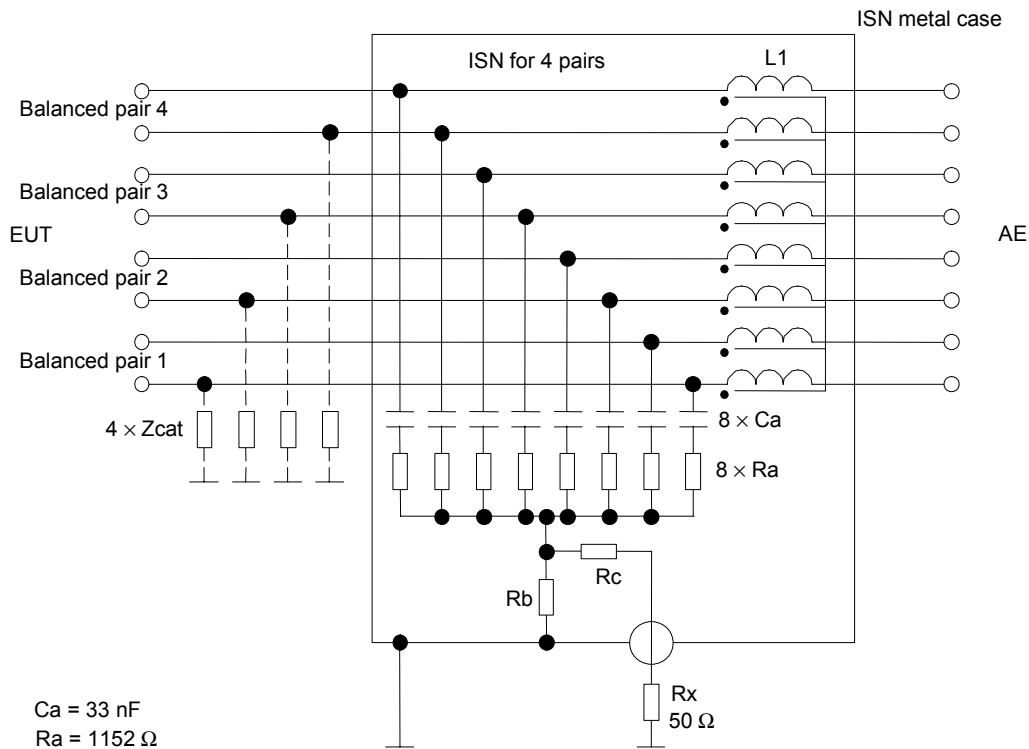 ISN metal case
ISN for 4 pairs
L1
Balanced pair 4
Balanced pair 3
EUT
AE
Balanced pair 2
Balanced pair 1
4 × Zcat
8 × Ca
8 × Ra
Rc
Rb
Rx
50 Ω
Ca = 33 nF
Ra = 1152 Ω